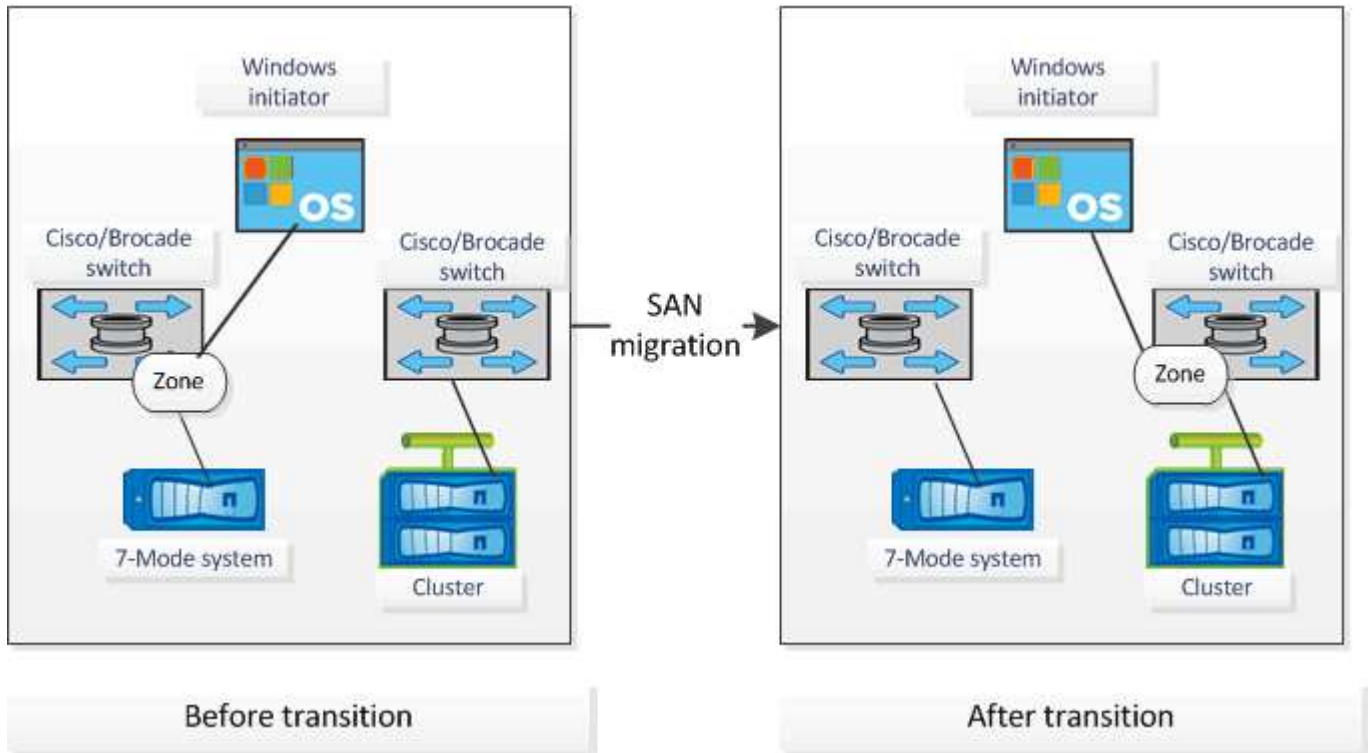 Windows
initiator
OS
Cisco/Brocade
switch
Cisco/Brocade
switch
Zone
n
n
n
7-Mode system
Cluster
SAN
migration
Windows
initiator
OS
Cisco/Brocade
switch
Cisco/Brocade
switch
Zone
n
n
n
7-Mode system
Cluster
Before transition
After transition